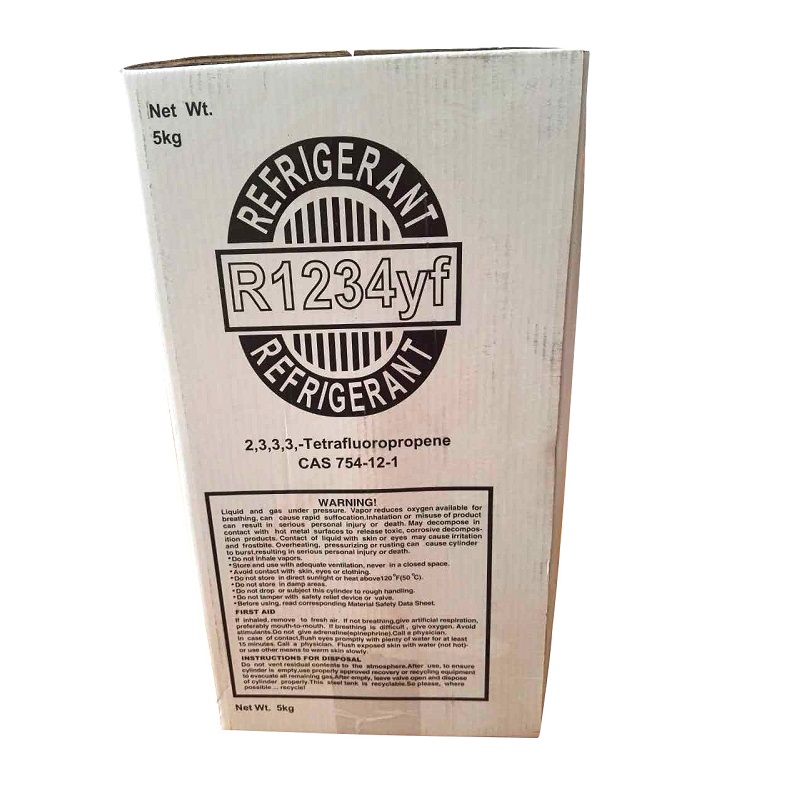 Net Wt.
5kg
REFRIGERANT
R1234yf
REFRIGERANT
2,3,3,3,-Tetrafluoropropene
CAS 754-12-1
WARNING!
Liquid and gas under pressure. Vapor reduces oxygen available for
breathing, can cause rapid suffocation.Inhalation or misuse of product
can result in serious personal injury or death. May decompose in
contact with hot metal surfaces to release toxic, corrosive decompos-
ition products. Contact of liquid with skin or eyes may cause irritation
and frostbite. Overheating, pressurizing or rusting can cause cylinder
to burst,resulting in serious personal injury or death.
*Do not inhale vapors.
*Store end use with adequate ventilation, never in a closed space.
*Avoid contact with skin, eyes or clothing.
*Do not store in direct sunlight or heat above120 °F(50 °C).
*Do not store in damp areas.
*Do not drop or subject this cylinder to rough handling.
*Do not tamper with safety relief device or valve.
*Before using, read corresponding Material Safety Data Sheet.
FIRST AID
If inhaled, remove to fresh air. If not breathing,give artificial respiration,
preferably mouth-to-mouth. If breathing is difficult, give oxygen. Avoid
stimulants.Do not give adrenaline(epinephrine).Call a physician.
In case of contact,flush eyes promptly with plenty of water for at least
15 minutes. Call a physician. Flush exposed skin with water (not hot)-
or use other means to warm skin slowly.
INSTRUCTIONS FOR DISPOSAL
Do not vent residual contents to the atmosphere.After use, to ensure
cylinder is empty,use properly approved recovery or recycling equipment
to evacuate all remaining gas.After empty, leave valve open and dispose
of cylinder properly.This steel tank is recyclable.So please, where
possible ... recycle!
Net Wt. 5kg